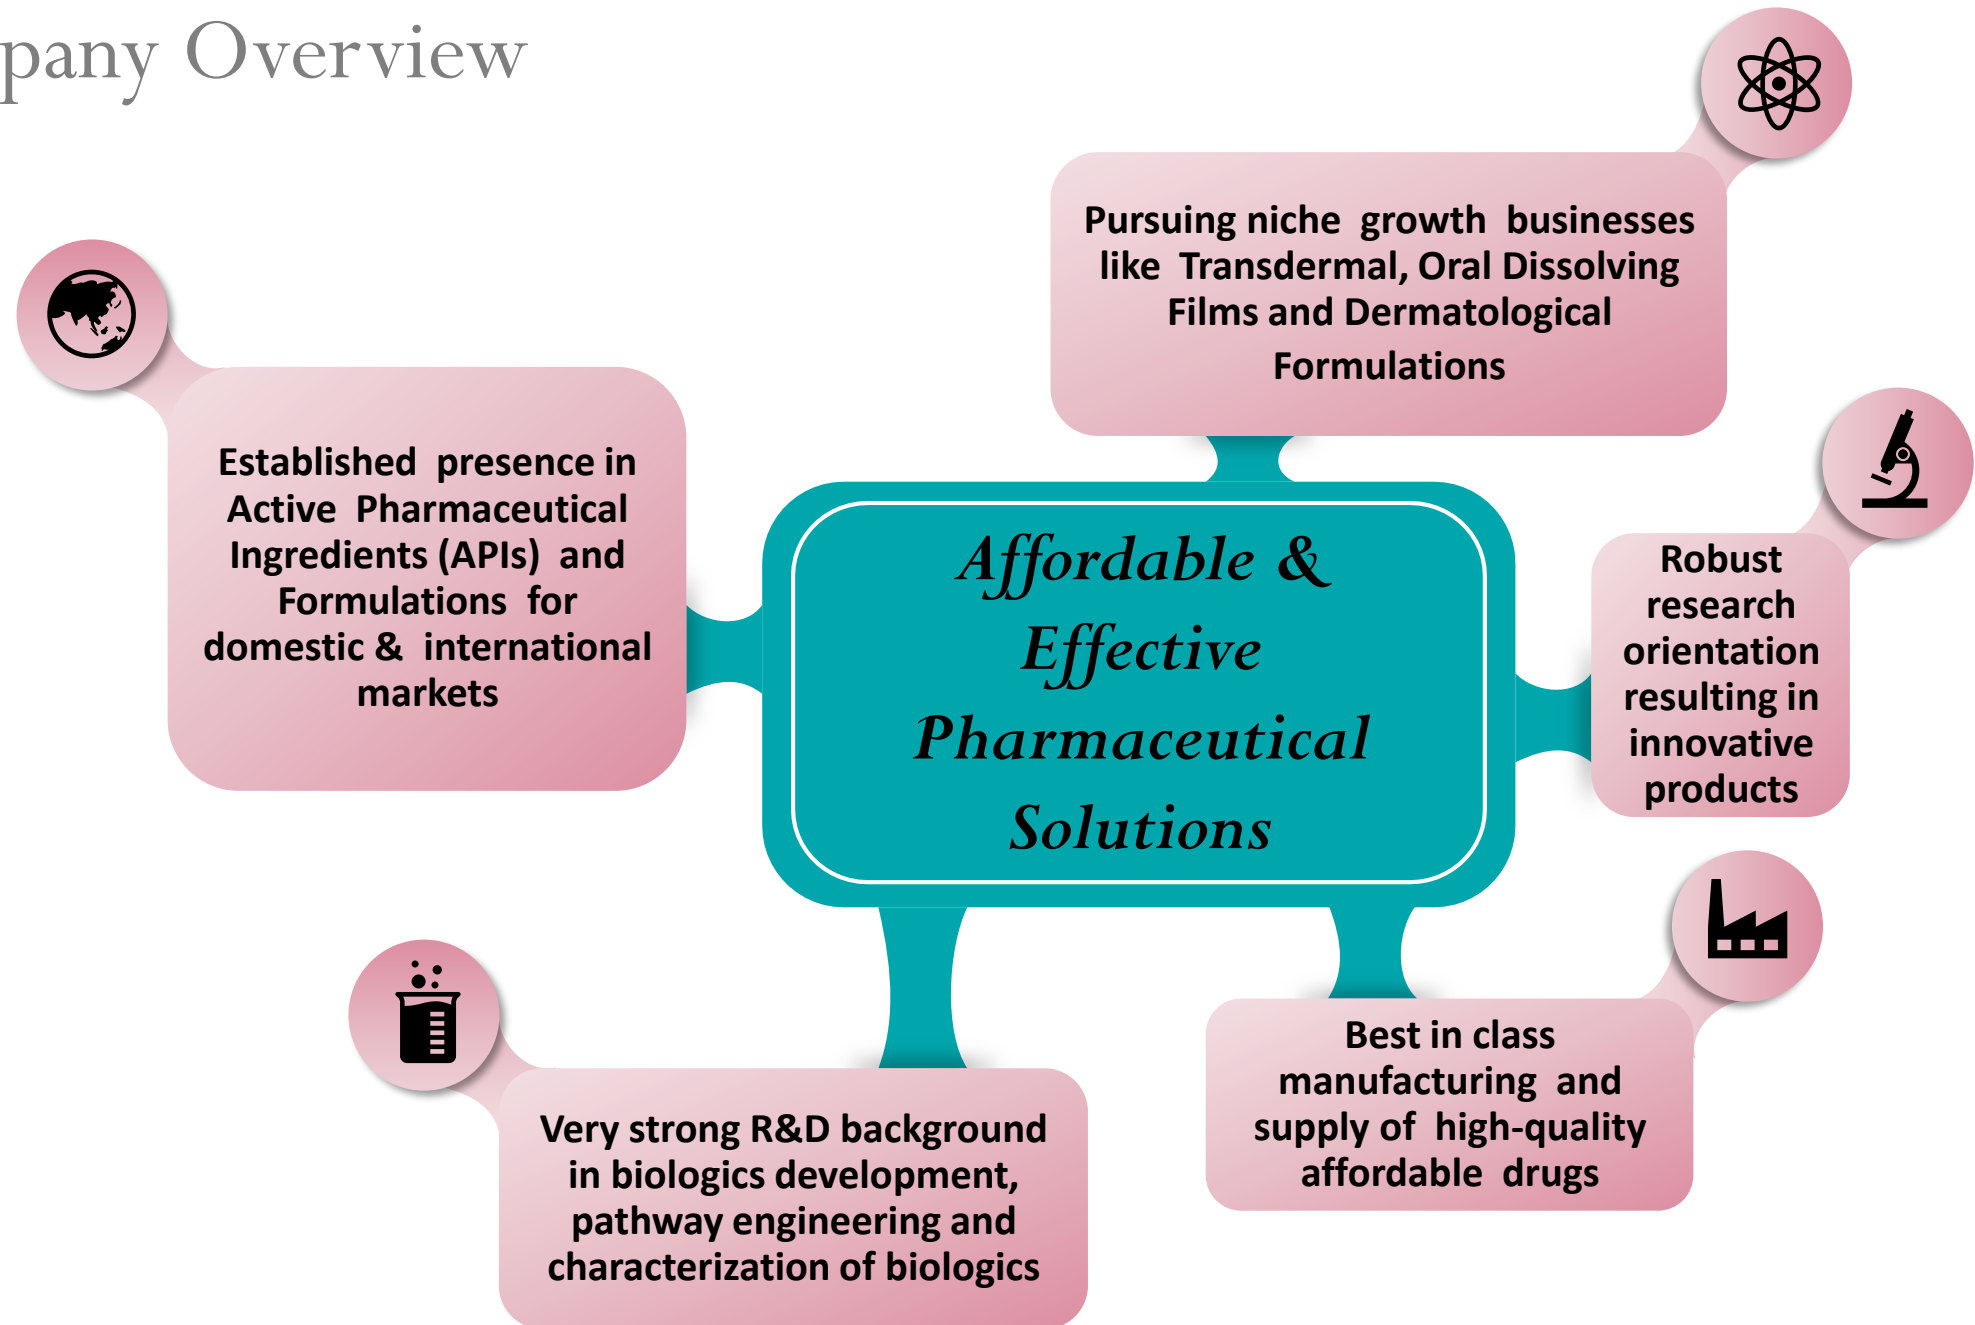 pany Overview
Pursuing niche growth businesses
like Transdermal, Oral Dissolving
Films and Dermatological
Formulations
Established presence in
Active Pharmaceutical
Ingredients (APIs) and
Formulations for
domestic & international
markets
Affordable &
Effective
Pharmaceutical
Solutions
Robust
research
orientation
resulting in
innovative
products
Very strong R&D background
in biologics development,
pathway engineering and
characterization of biologics
Best in class
manufacturing and
supply of high-quality
affordable drugs